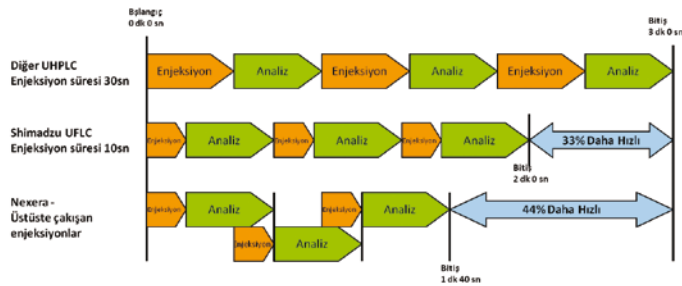 Başlangıç
0 dk 0 sn
Bitiş
3 dk 0 sn
Diğer UHPLC
Enjeksiyon süresi 30sn
Enjeksiyon
Analiz
Enjeksiyon
Analiz
Enjeksiyon
Analiz
Shimadzu UFLC
Enjeksiyon süresi 10sn
Enjeksiyon
Analiz
Enjeksiyon
Analiz
Enjeksiyon
Analiz
33% Daha Hızlı
Bitiş
2 dk 0 sn
Nexera -
Üstüste çakışan
enjeksiyonlar
Enjeksiyon
Analiz
Enjeksiyon
Analiz
44% Daha Hızlı
Enjeksiyon
Analiz
Bitiş
1 dk 40 sn